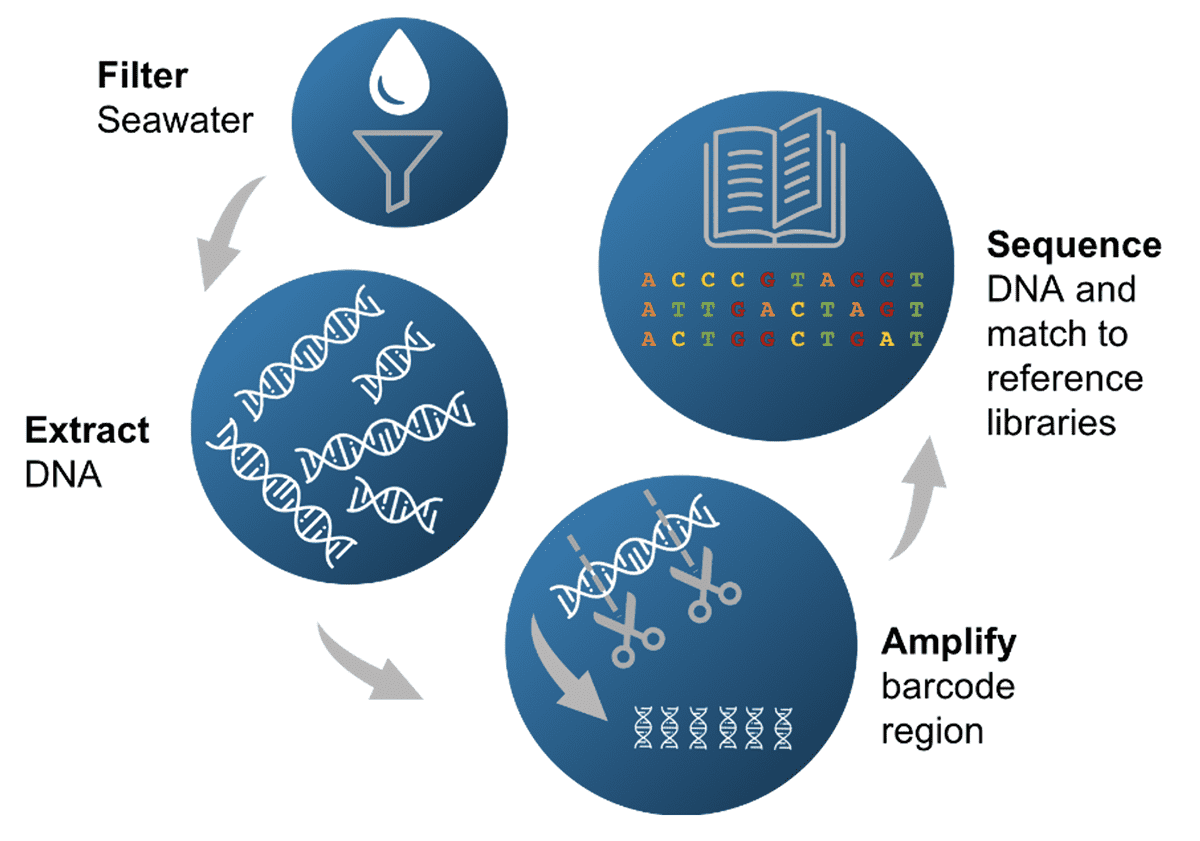 Filter
Seawater
Extract
DNA
Amplify
barcode
region
Sequence
DNA and
match to
reference
libraries
A C C C G T A G G T
A T T G A C T A G T
A C T G G C T G A T